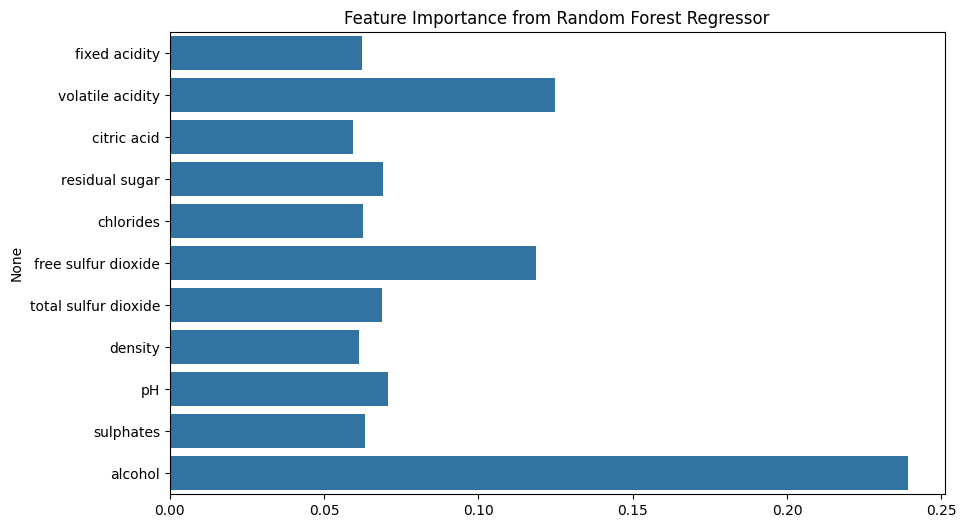 Feature Importance from Random Forest Regressor
None
fixed acidity
volatile acidity
citric acid
residual sugar
chlorides
free sulfur dioxide
total sulfur dioxide
density
pH
sulphates
alcohol
0.00 0.05 0.10 0.15 0.20 0.25